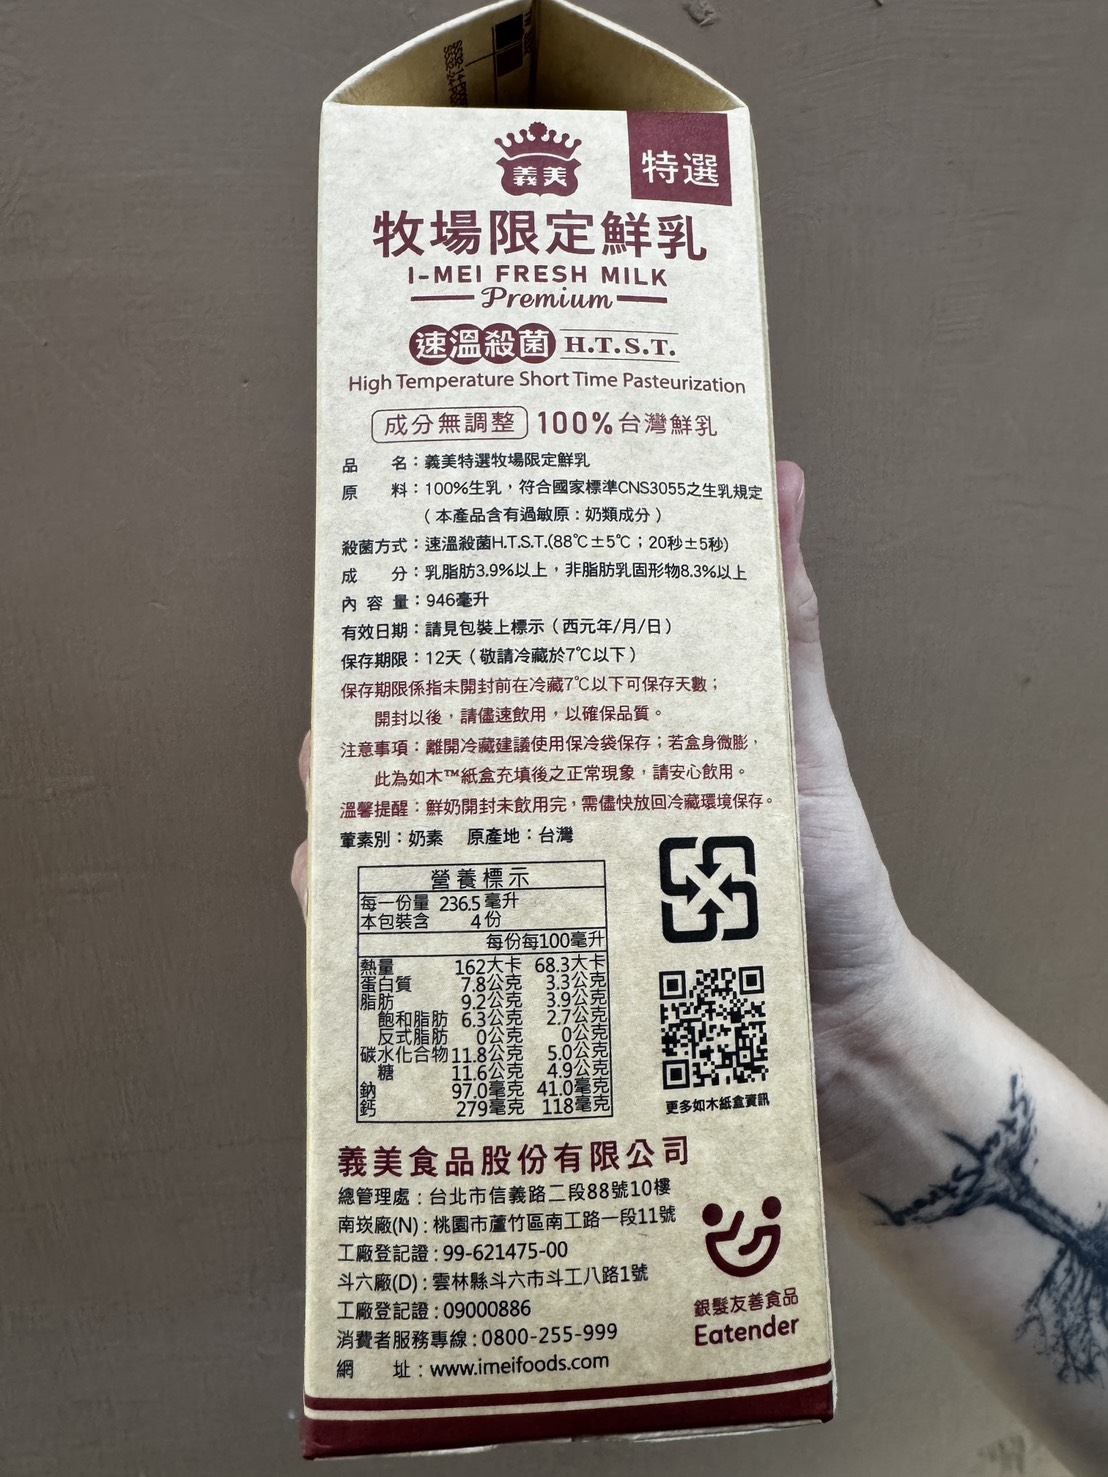 義美
特選
牧場限定鮮乳
I-MEI FRESH MILK
Premium
速溫殺菌 H.T.S.T.
High Temperature Short Time Pasteurization
成分無調整 100%台灣鮮乳
品 名：義美特選牧場限定鮮乳
原 料：100%生乳，符合國家標準CNS3055之生乳規定
（本產品含有過敏原：奶類成分）
殺菌方式：速溫殺菌H.T.S.T.(88℃±5℃；20秒±5秒)
成 分：乳脂肪3.9%以上，非脂肪乳固形物8.3%以上
內 容 量：946毫升
有效日期：請見包裝上標示（西元年/月/日）
保存期限：12天（敬請冷藏於7℃以下）
保存期限係指未開封前在冷藏7℃以下可保存天數；
開封以後，請儘速飲用，以確保品質。
注意事項：離開冷藏建議使用保冷袋保存；若盒身微膨，
此為如木™紙盒充填後之正常現象，請安心飲用。
溫馨提醒：鮮奶開封未飲用完，需儘快放回冷藏環境保存。
葷素別：奶素 原產地：台灣
營養標示
每一份量 236.5毫升
本包裝含 4份
每份每100毫升
熱量 162大卡 68.3大卡
蛋白質 7.8公克 3.3公克
脂肪 9.2公克 3.9公克
飽和脂肪 6.3公克 2.7公克
反式脂肪 0公克 0公克
碳水化合物 11.8公克 5.0公克
糖 11.6公克 4.9公克
鈉 97.0毫克 41.0毫克
鈣 279毫克 118毫克
更多如木紙盒資訊
義美食品股份有限公司
總管理處：台北市信義路二段88號10樓
南崁廠(N)：桃園市蘆竹區南工路一段11號
工廠登記證：99-621475-00
斗六廠(D)：雲林縣斗六市斗工八路1號
工廠登記證：09000886
消費者服務專線：0800-255-999
網 址：www.imeifoods.com
銀髮友善食品
Eatender